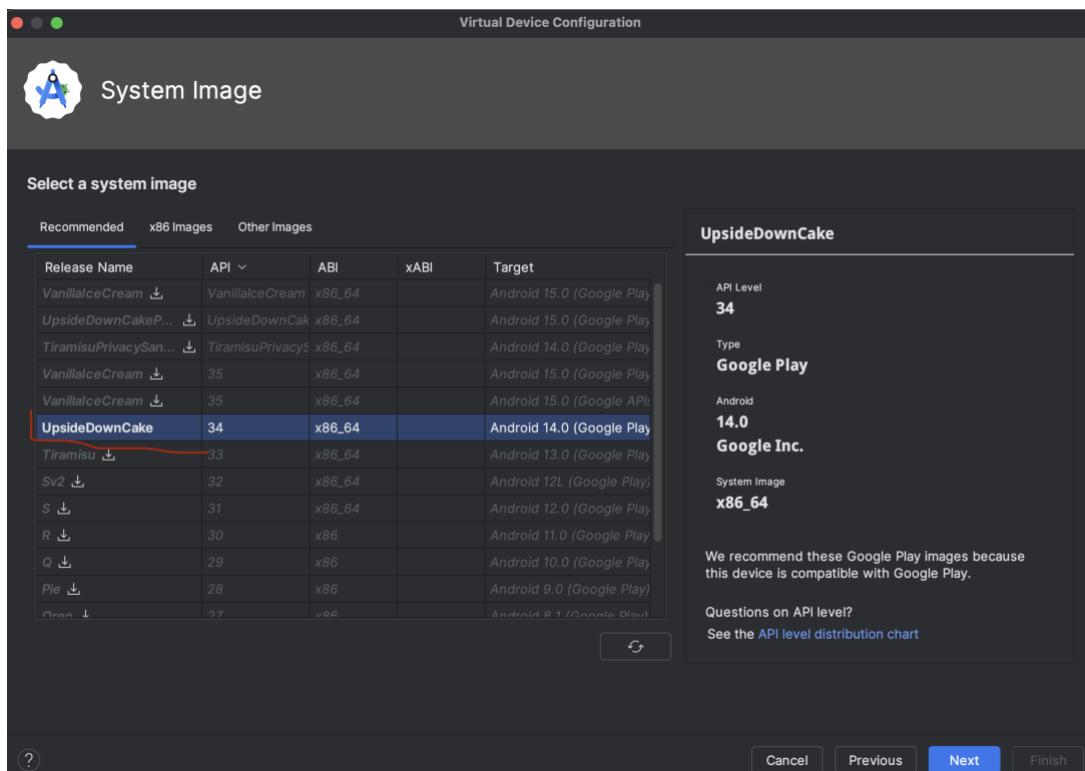 Virtual Device Configuration
System Image
Select a system image
Recommended x86 Images Other Images
Release Name API ABI xABI Target
VanillaIceCream VanillaIceCream x86_64 Android 15.0 (Google Play
UpsideDownCakeP... UpsideDownCak x86_64 Android 15.0 (Google Play
TiramisuPrivacySan... TiramisuPrivacyS x86_64 Android 14.0 (Google Play
VanillaIceCream 35 x86_64 Android 15.0 (Google Play
VanillaIceCream 35 x86_64 Android 15.0 (Google APIs
UpsideDownCake 34 x86_64 Android 14.0 (Google Play
Tiramisu 33 x86_64 Android 13.0 (Google Play
Sv2 32 x86_64 Android 12L (Google Play)
S 31 x86_64 Android 12.0 (Google Play
R 30 x86 Android 11.0 (Google Play
Q 29 x86 Android 10.0 (Google Play
Pie 28 x86 Android 9.0 (Google Play)
Oreo 27 x86 Android 8.1 (Google Play)
UpsideDownCake
API Level
34
Type
Google Play
Android
14.0
Google Inc.
System Image
x86_64
We recommend these Google Play images because
this device is compatible with Google Play.
Questions on API level?
See the API level distribution chart
? Cancel Previous Next Finish